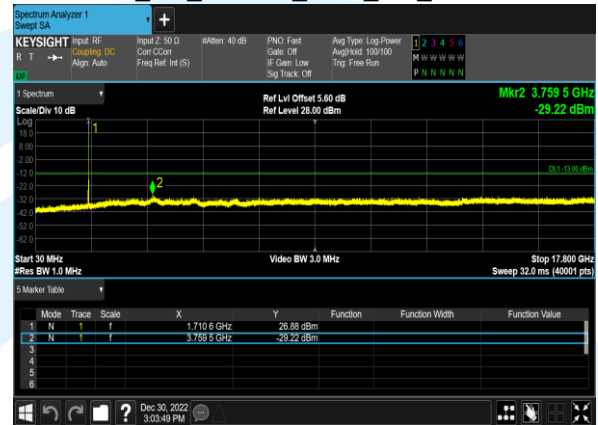 Spectrum Analyzer 1
Swept SA
+
KEYSIGHT Input: RF Input Z: 50 Ω #Atten: 40 dB PNO: Fast Avg Type: Log-Power 1 2 3 4 5 6
R T Coupling: DC Corr CCorr Gate: Off Avg|Hold: 100/100 M W W W W W
Align: Auto Freq Ref: Int (S) IF Gain: Low Trig: Free Run
LW Sig Track: Off P N N N N N
1 Spectrum Ref Lvl Offset 5.60 dB Mkr2 3.759 5 GHz
Scale/Div 10 dB Ref Level 28.00 dBm -29.22 dBm
Log
18.0
8.00
-2.00
-12.0
-22.0
-32.0
-42.0
-52.0
-62.0
1
2
DL1 -13.00 dBm
Start 30 MHz Video BW 3.0 MHz Stop 17.800 GHz
#Res BW 1.0 MHz Sweep 32.0 ms (40001 pts)
5 Marker Table
Mode Trace Scale X Y Function Function Width Function Value
1 N 1 f 1.710 6 GHz 26.88 dBm
2 N 1 f 3.759 5 GHz -29.22 dBm
3
4
5
6
? Dec 30, 2022
3:03:49 PM